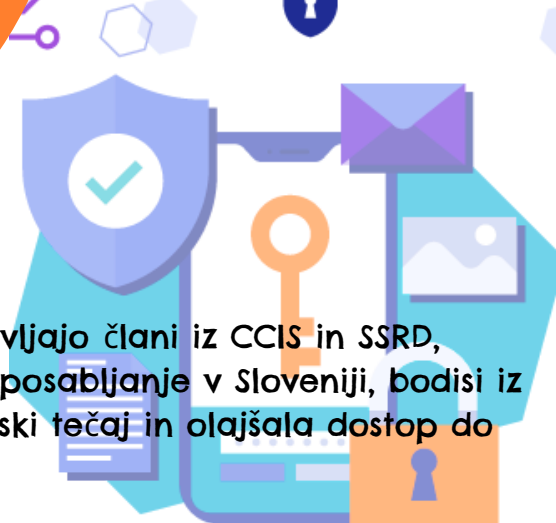 vljajo člani iz CCIS in SSRD,
posabljanje v Sloveniji, bodisi iz
ski tečaj in olajšala dostop do